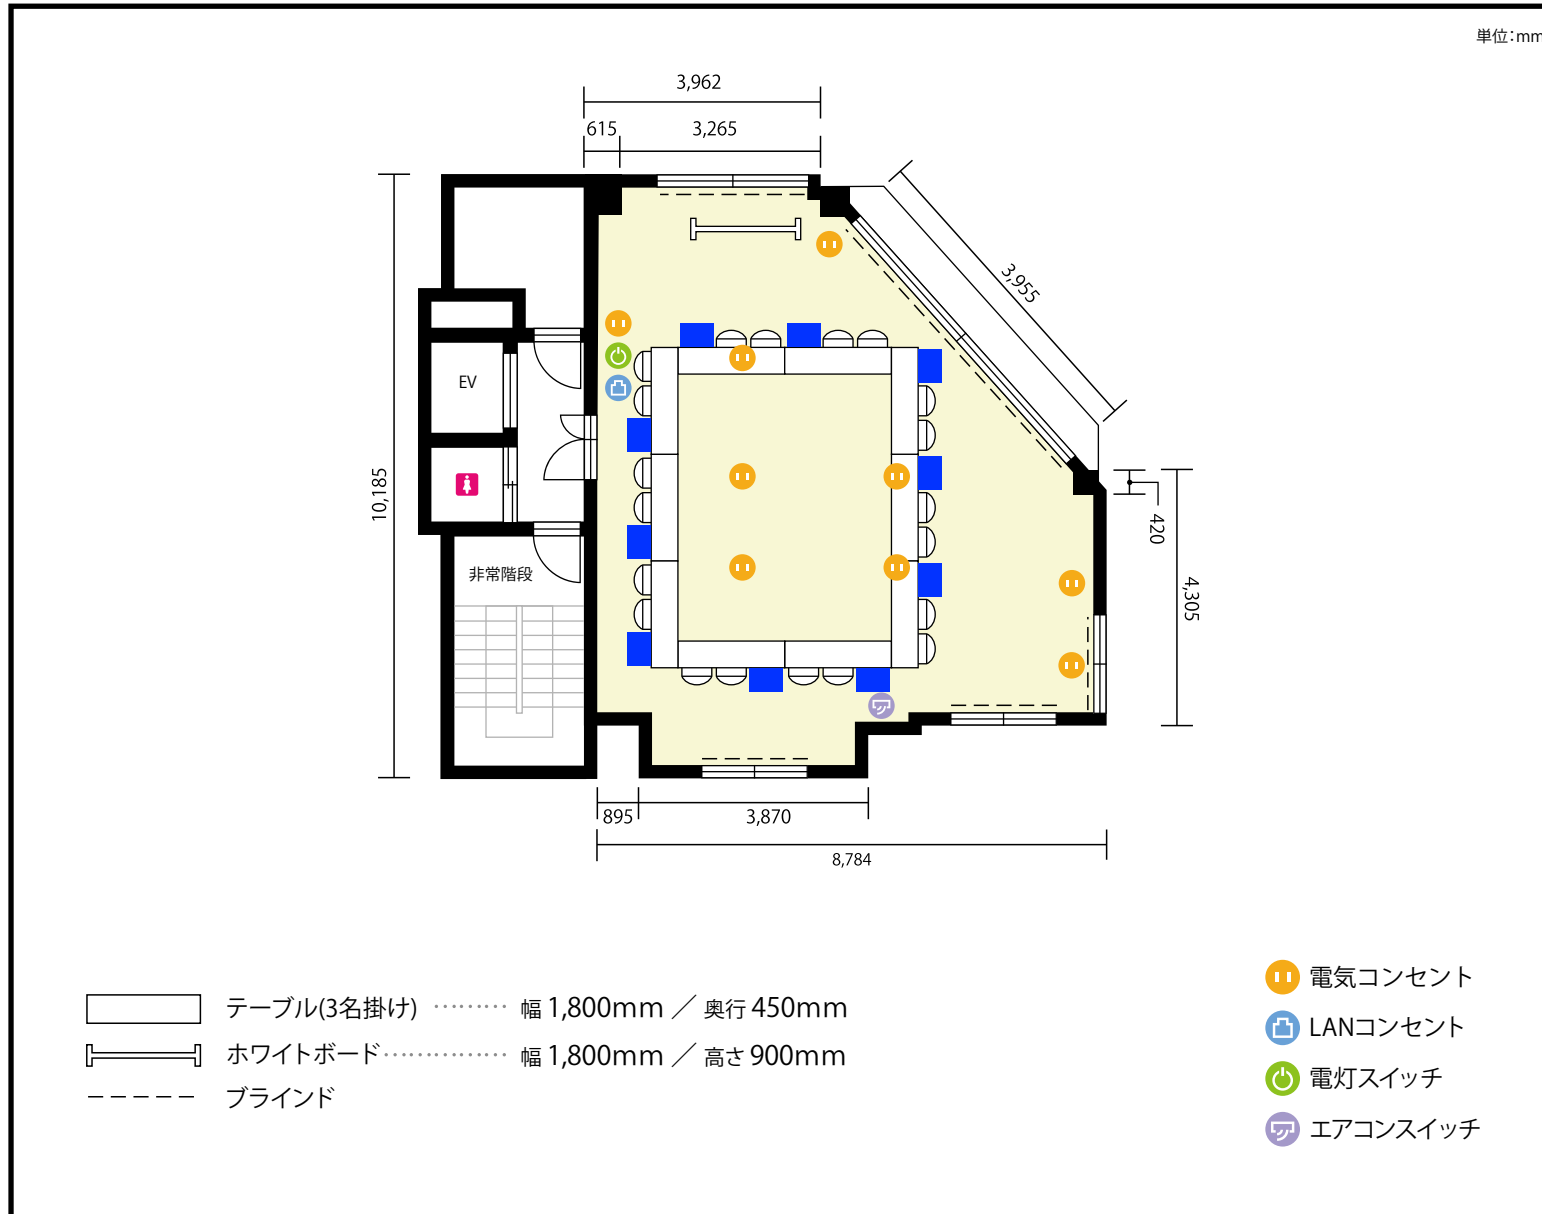 単位：mm
3,962
615
3,265
3,955
EV
10,185
420
非常階段
4,305
895
3,870
8,784
テーブル(3名掛け) ……… 幅 1,800mm ／ 奥行 450mm
ホワイトボード…………… 幅 1,800mm ／ 高さ 900mm
ブラインド
電気コンセント
LANコンセント
電灯スイッチ
エアコンスイッチ